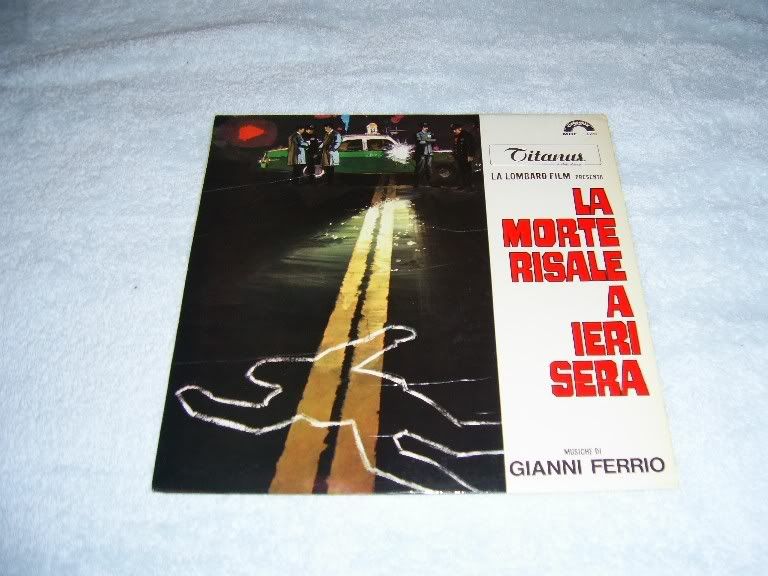 Titanus
LA LOMBARD FILM PRESENTA
LA
MORTE
RISALE
A
IERI
SERA
MUSICHE DI
GIANNI FERRIO